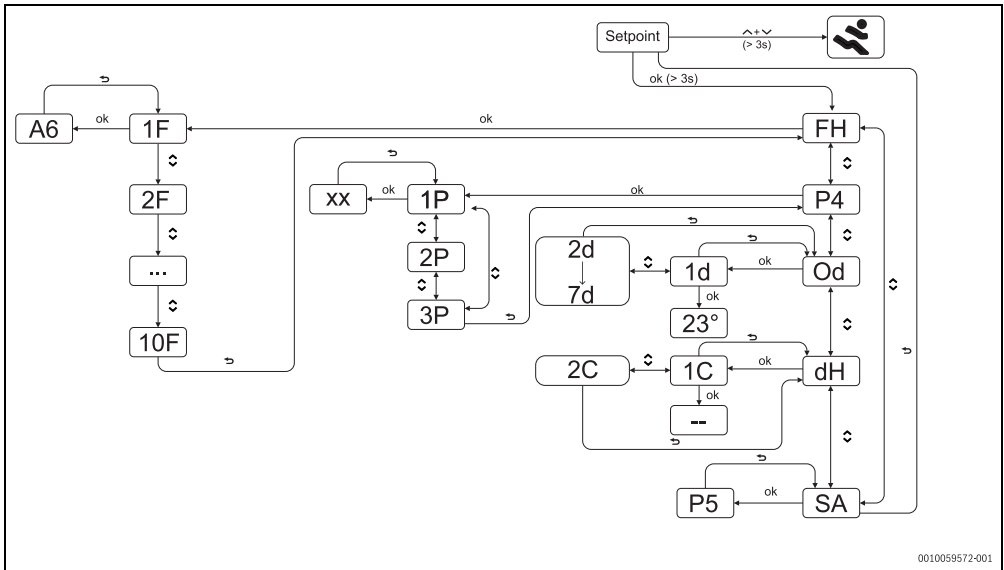 Setpoint
(> 3s)
ok (> 3s)
A6
ok
1F
ok
FH
2F
xx
ok
1P
ok
P4
...
2P
2d
7d
1d
ok
Od
ok
3P
23°
10F
2C
1C
ok
dH
ok
--
P5
ok
SA
0010059572-001